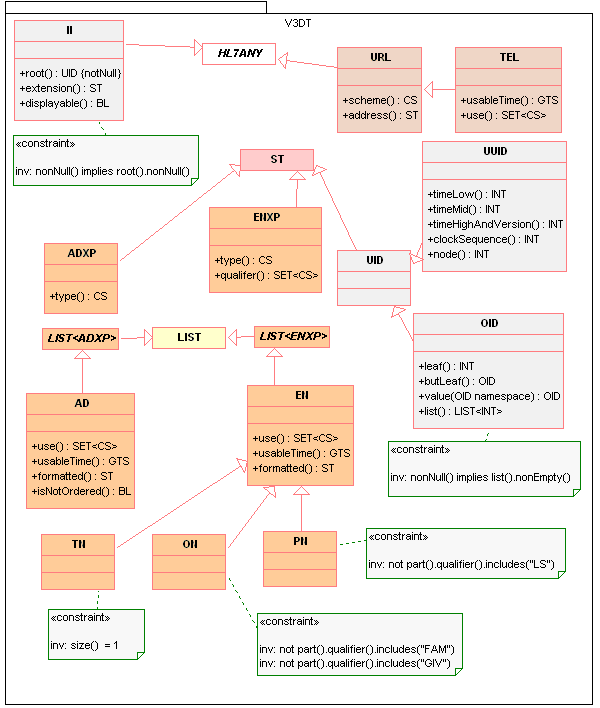 V3DT
II
+root() : UID {notNull}
+extension() : ST
+displayable() : BL
HL7ANY
URL
+scheme() : CS
+address() : ST
TEL
+usableTime() : GTS
+use() : SET<CS>
«constraint»
inv: nonNull() implies root().nonNull()
ST
UUID
+timeLow() : INT
+timeMid() : INT
+timeHighAndVersion() : INT
+clockSequence() : INT
+node() : INT
ENXP
+type() : CS
+qualifer() : SET<CS>
ADXP
+type() : CS
UID
OID
+leaf() : INT
+butLeaf() : OID
+value(OID namespace) : OID
+list() : LIST<INT>
LIST<ADXP>
LIST
LIST<ENXP>
AD
+use() : SET<CS>
+usableTime() : GTS
+formatted() : ST
+isNotOrdered() : BL
EN
+use() : SET<CS>
+usableTime() : GTS
+formatted() : ST
«constraint»
inv: nonNull() implies list().nonEmpty()
TN
ON
PN
«constraint»
inv: not part().qualifier().includes("LS")
«constraint»
inv: size() = 1
«constraint»
inv: not part().qualifier().includes("FAM")
inv: not part().qualifier().includes("GIV")